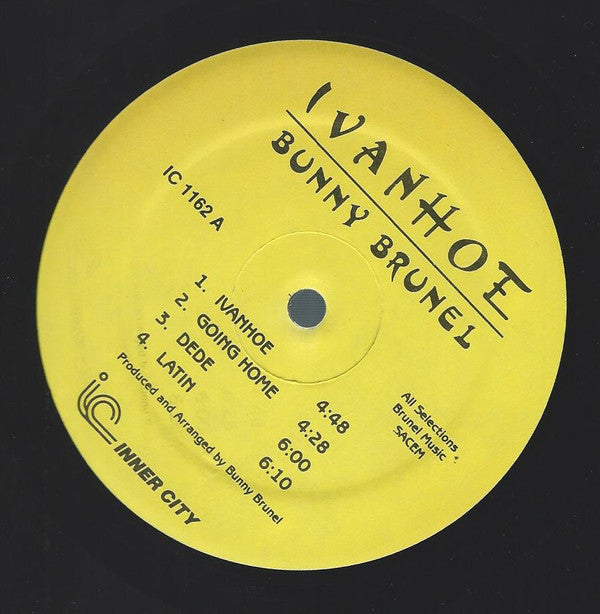 IVANHOE
BUNNY BRUNEL
IC 1162 A
1. IVANHOE 4:48
2. GOING HOME 4:28
3. DEDE 6:00
4. LATIN 6:10
Produced and Arranged by Bunny Brunel
All Selections
Brunel Music
SACEM
ic INNER CITY